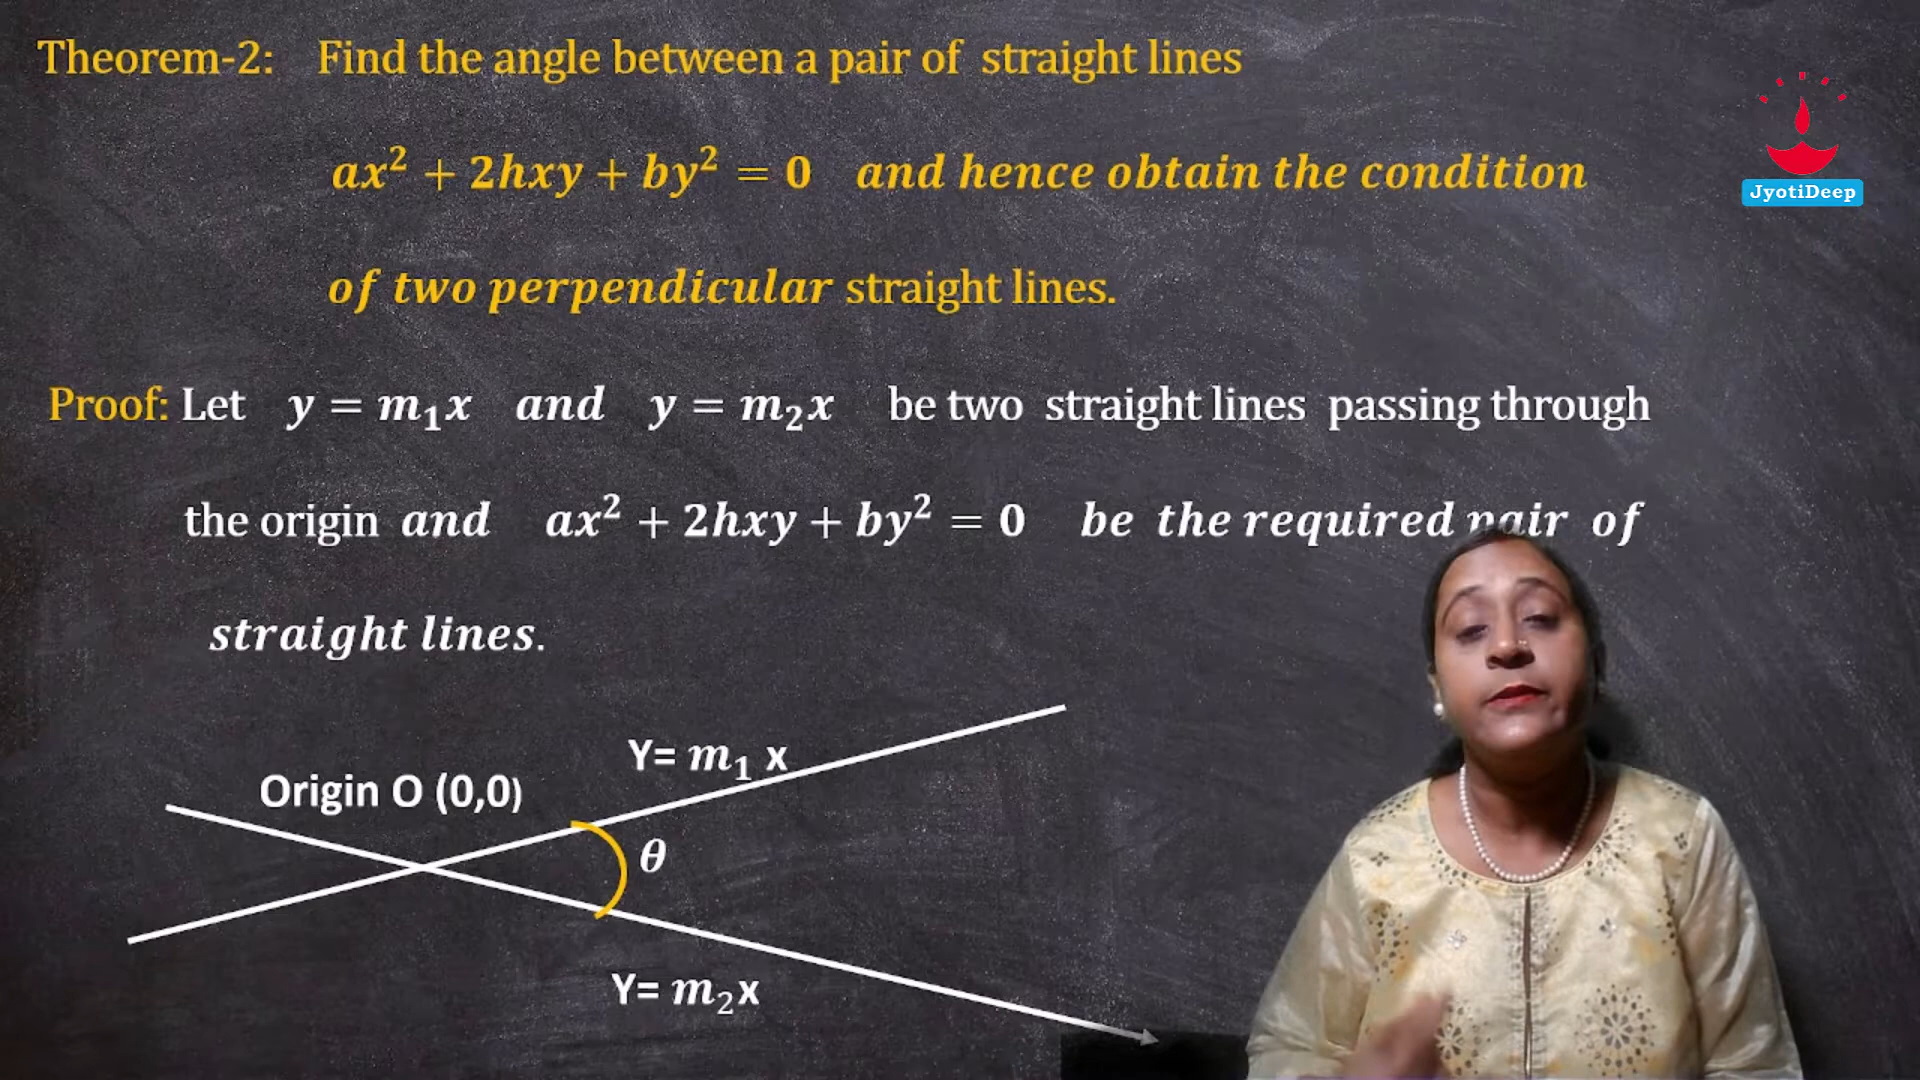 Theorem-2: Find the angle between a pair of straight lines
ax² + 2hxy + by² = 0 and hence obtain the condition
of two perpendicular straight lines.
JyotiDeep
Proof: Let y = m₁x and y = m₂x be two straight lines passing through
the origin and ax² + 2hxy + by² = 0 be the required pair of
straight lines.
Y= m₁ x
Origin O (0,0)
θ
Y= m₂x